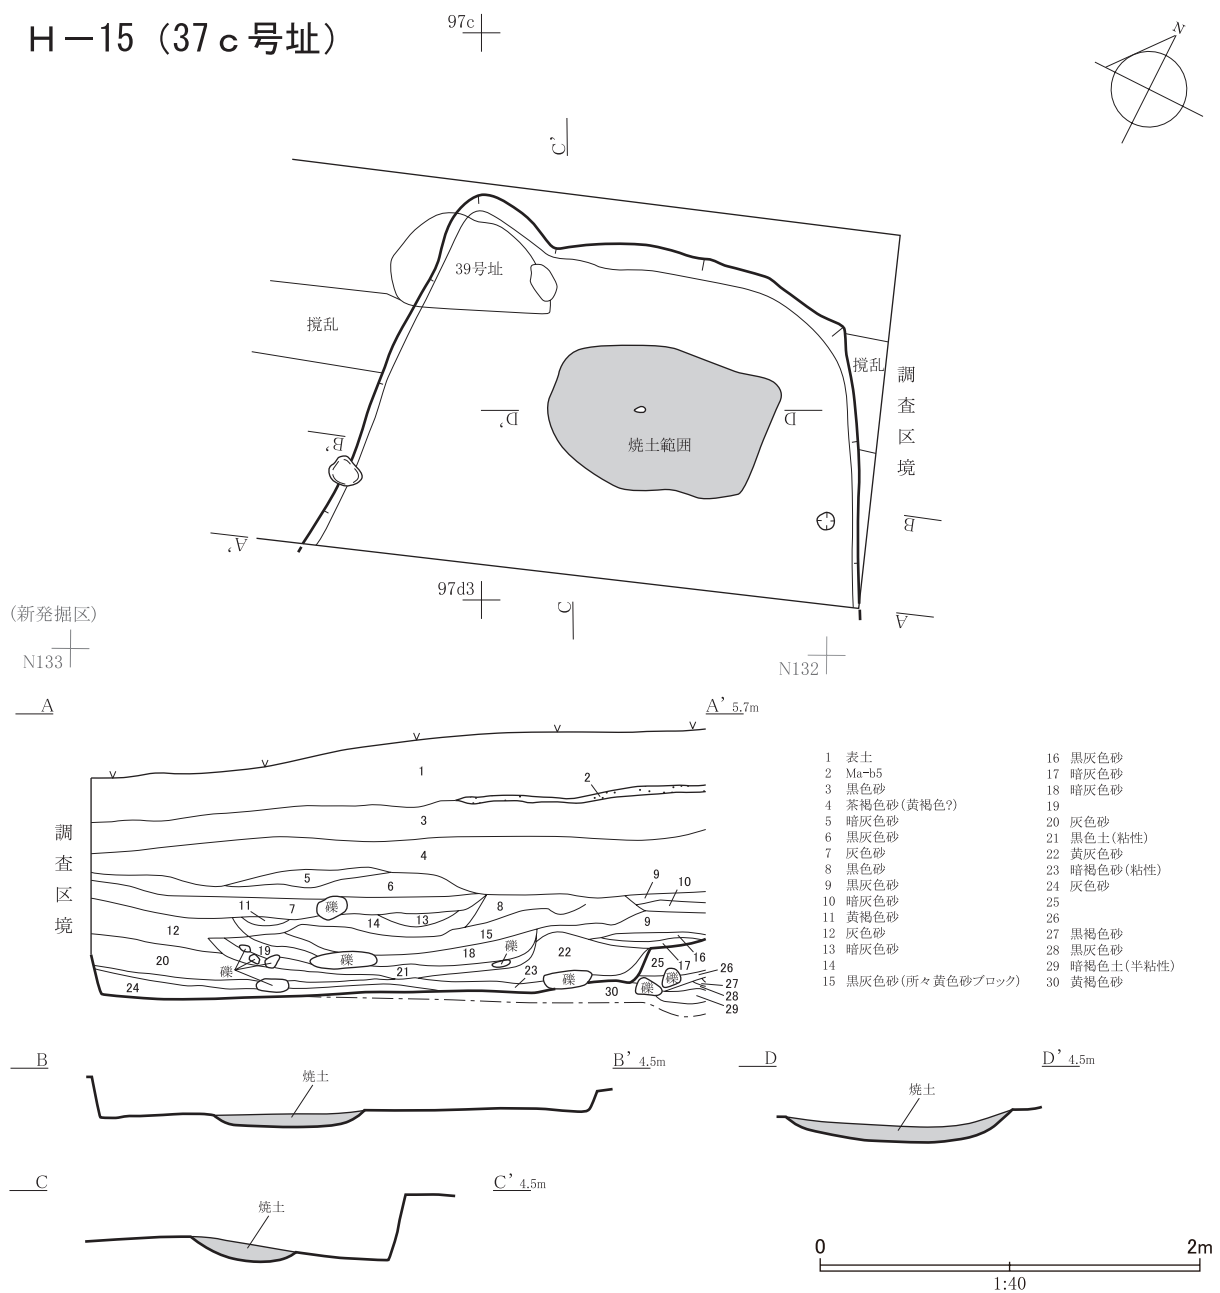 H－15（37ｃ号址）
97c
N
C'
39号址
撹乱
撹乱
調査区境
D'
D
焼土範囲
B'
B
A'
97d3
C
A
(新発掘区)
N133
N132
A
A' 5.7m
調査区境
1
2
3
4
5
6
7
8
9
10
11
12
13
14
15
9
16
17
18
19
20
21
22
23
24
25
26
27
28
29
30
礫
礫
礫
礫
礫
礫
礫
1 表土
2 Ma-b5
3 黒色砂
4 茶褐色砂(黄褐色?)
5 暗灰色砂
6 黒灰色砂
7 灰色砂
8 黒色砂
9 黒灰色砂
10 暗灰色砂
11 黄褐色砂
12 灰色砂
13 暗灰色砂
14
15 黒灰色砂(所々黄色砂ブロック)
16 黒灰色砂
17 暗灰色砂
18 暗灰色砂
19
20 灰色砂
21 黒色土(粘性)
22 黄灰色砂
23 暗褐色砂(粘性)
24 灰色砂
25
26
27 黒褐色砂
28 黒灰色砂
29 暗褐色土(半粘性)
30 黄褐色砂
B
B' 4.5m
焼土
D
D' 4.5m
焼土
C
C' 4.5m
焼土
0
2m
1:40